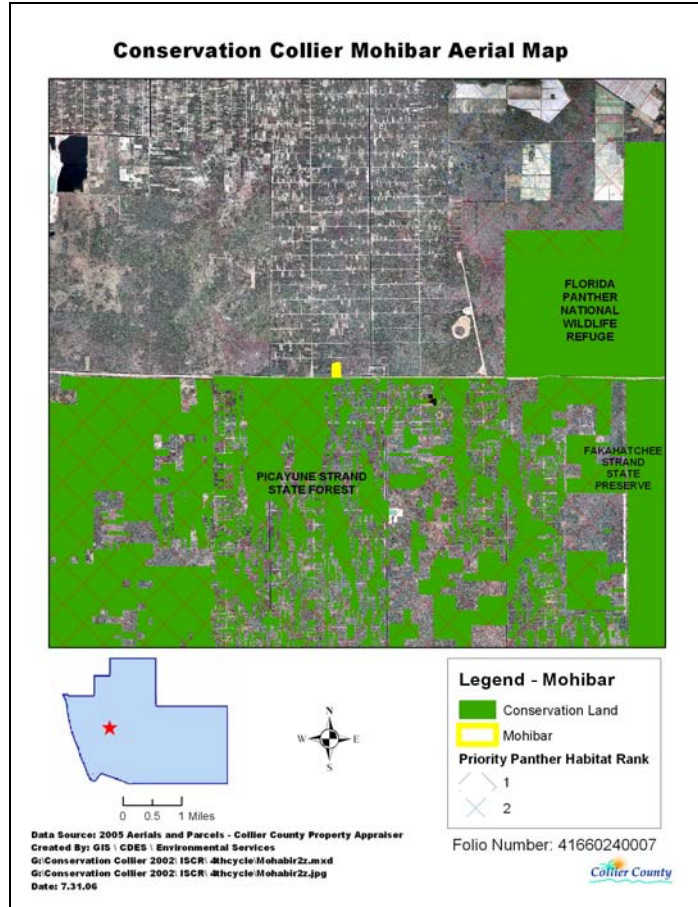 Conservation Collier Mohibar Aerial Map
FLORIDA
PANTHER
NATIONAL
WILDLIFE
REFUGE
PICAYUNE STRAND
STATE FOREST
FAKAHATCHEE
STRAND
STATE
PRESERVE
Legend - Mohibar
Conservation Land
Mohibar
Priority Panther Habitat Rank
1
2
N
W E
S
0 0.5 1 Miles
Data Source: 2005 Aerials and Parcels - Collier County Property Appraiser
Created By: GIS \ CDES \ Environmental Services
G:\Conservation Collier 2002\ ISCR\ 4thcycle\Mohabir2z.mxd
G:\Conservation Collier 2002\ ISCR\ 4thcycle\Mohabir2z.jpg
Date: 7.31.06
Folio Number: 41660240007
Collier County